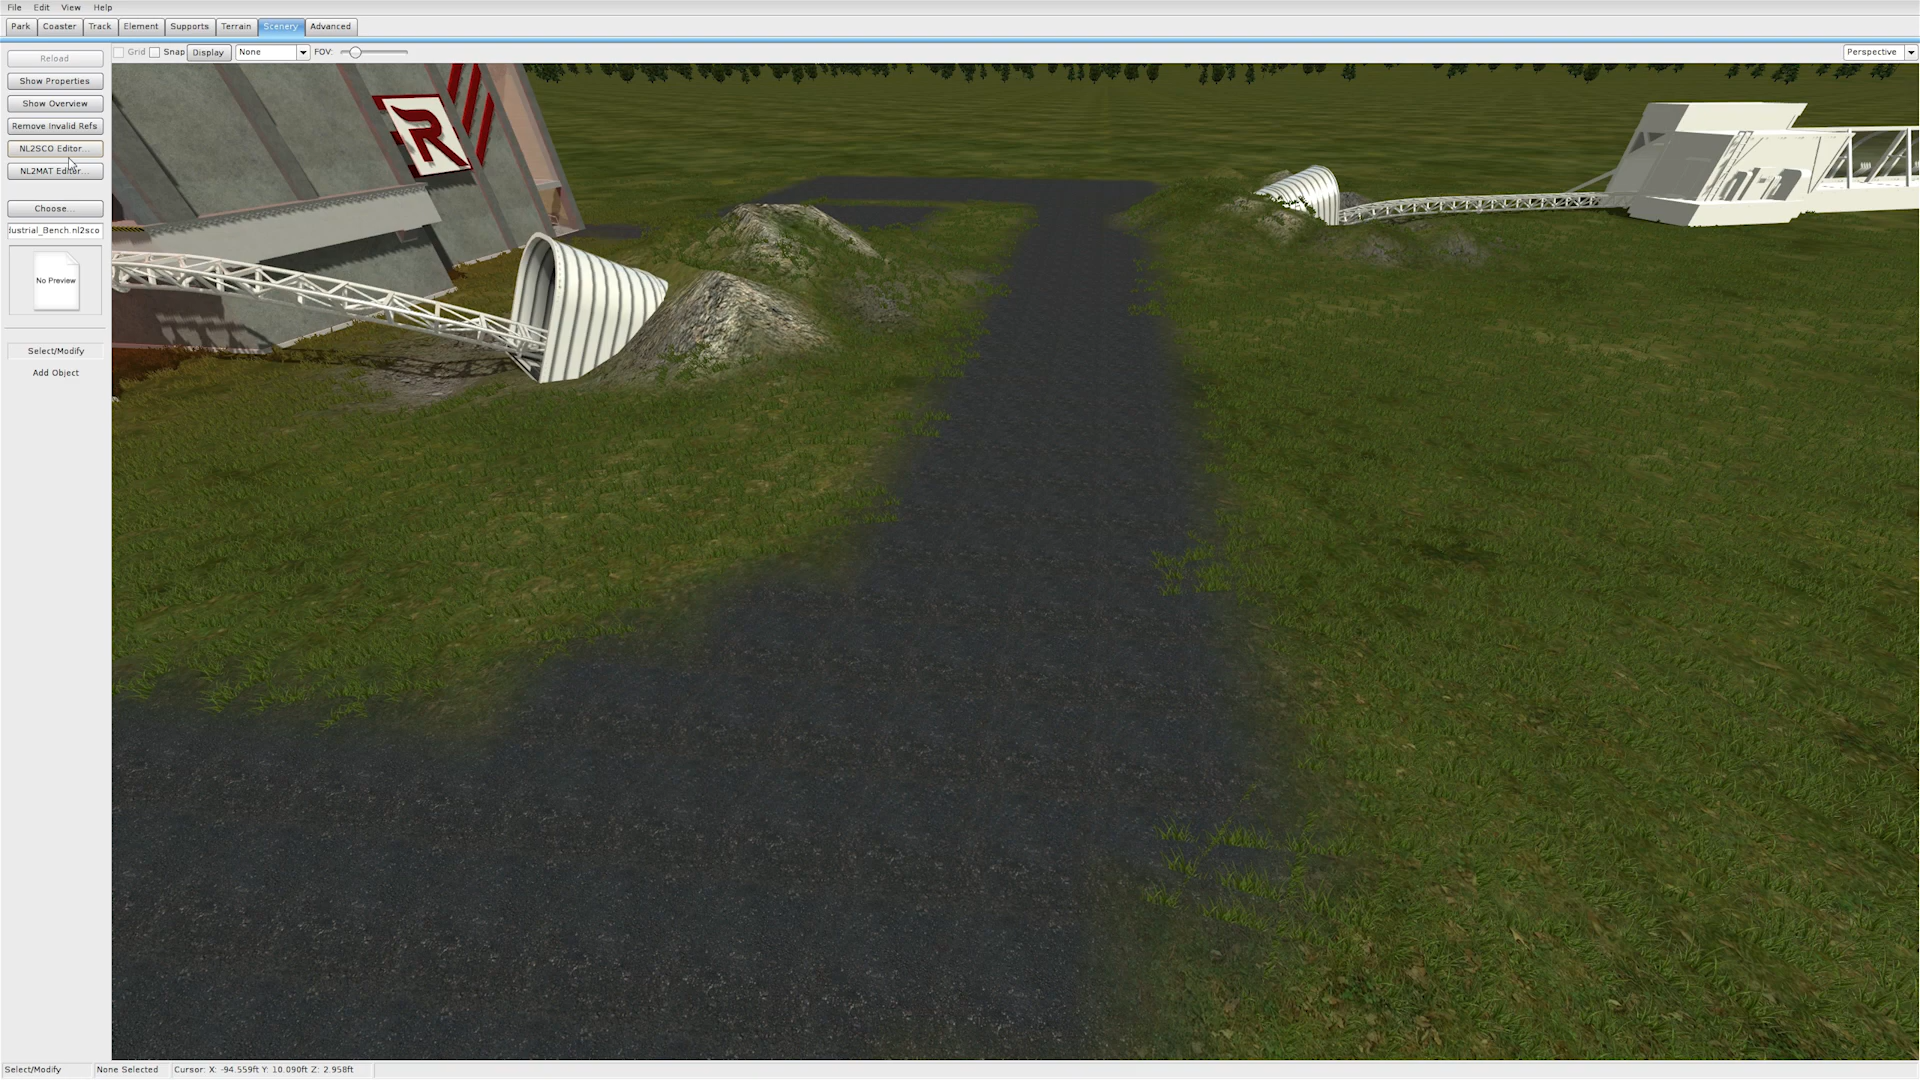 File Edit View Help
Park Coaster Track Element Supports Terrain Scenery Advanced
Reload
Grid Snap Display None FOV: Perspective
Show Properties
Show Overview
Remove Invalid Refs
NL2SCO Editor...
NL2MAT Editor...
Choose...
dustrial_Bench.nl2sco
No Preview
Select/Modify
Add Object
R
Select/Modify None Selected Cursor: X: -94.559ft Y: 10.090ft Z: 2.958ft